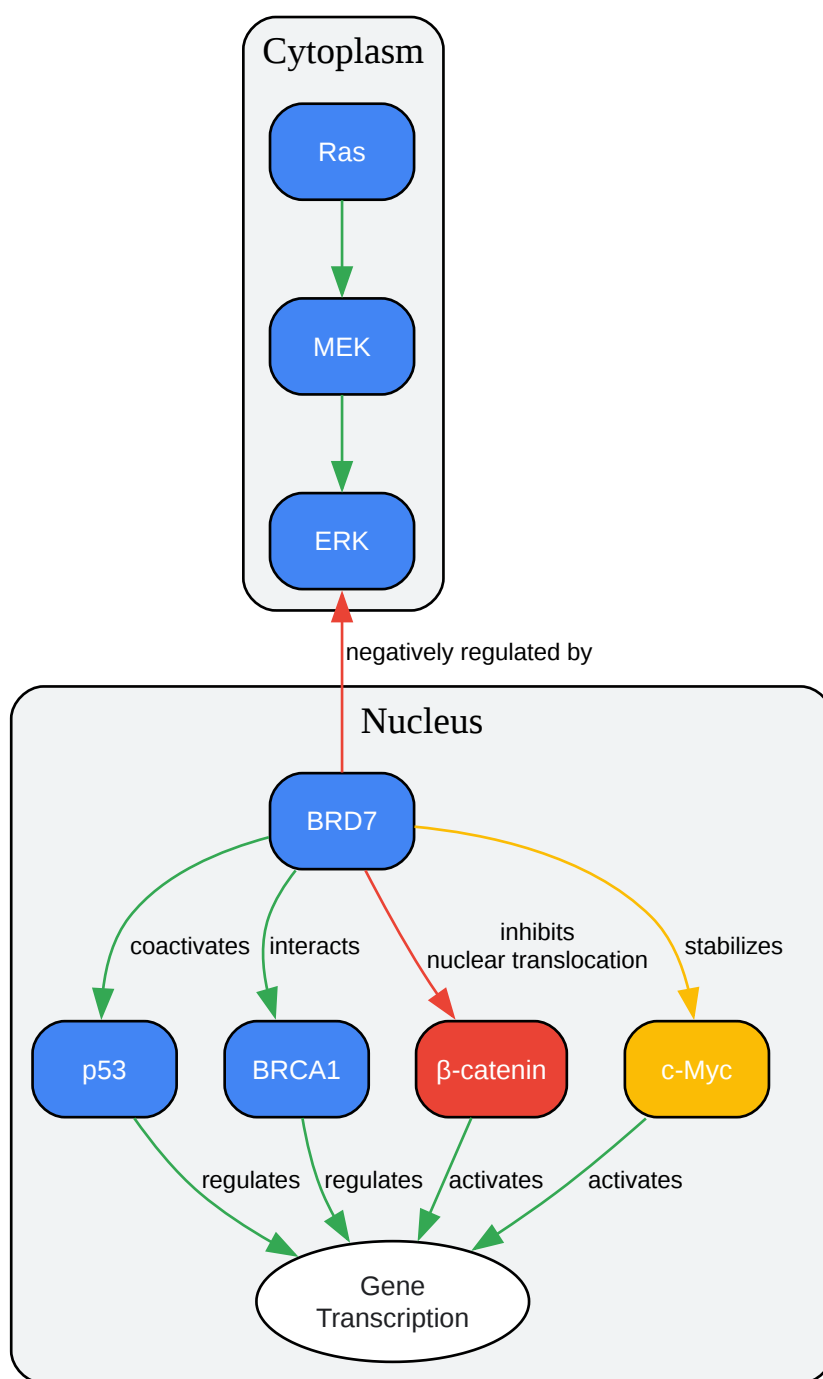 Cytoplasm
Ras
MEK
ERK
negatively regulated by
Nucleus
BRD7
coactivates
interacts
inhibits
nuclear translocation
stabilizes
p53
BRCA1
β-catenin
c-Myc
regulates
regulates
activates
activates
Gene
Transcription